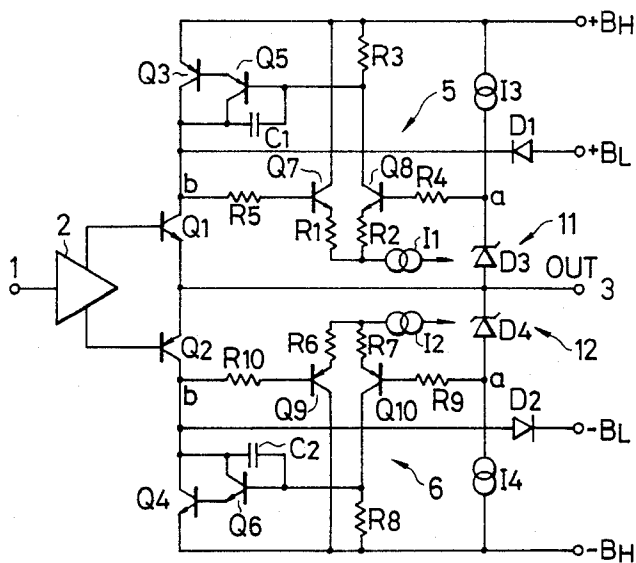 +BH
Q3
Q5
R3
I3
C1
5
D1
+BL
Q7
Q8
R4
b
a
R5
2
Q1
R1
R2
I1
11
D3
1
OUT
3
Q2
R6
R7
I2
D4
12
R10
R9
b
a
Q9
Q10
D2
-BL
C2
6
I4
Q4
Q6
R8
-BH